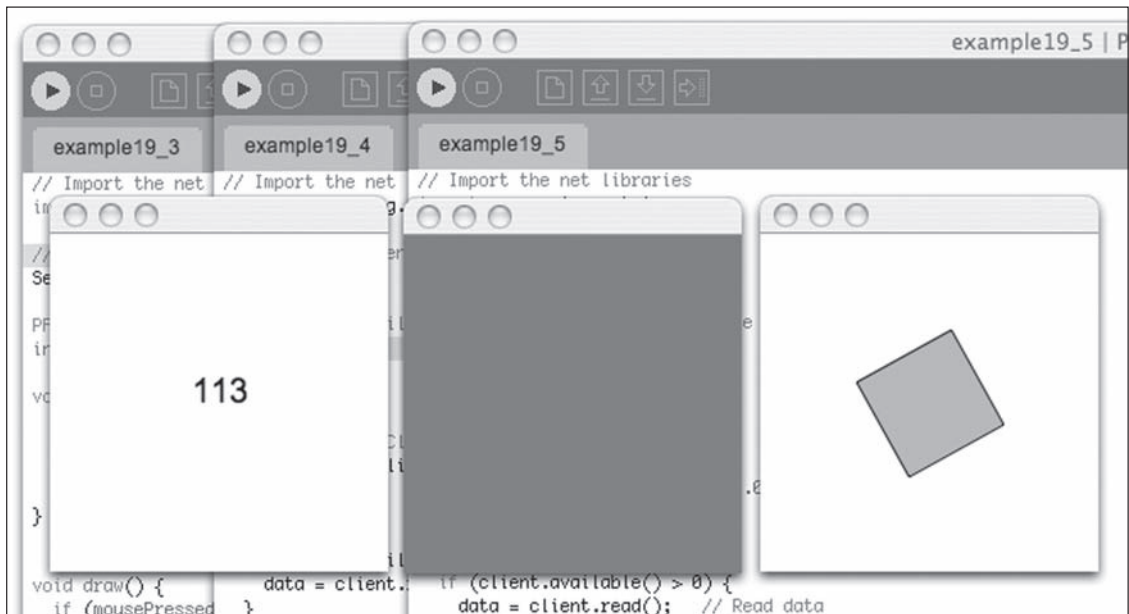 example19_5 | P
example19_3
example19_4
example19_5
// Import the net
// Import the net
// Import the net libraries
//
Se
113
}
void draw() {
if (mousePressed
data = client.
}
if (client.available() > 0) {
data = client.read(); // Read data